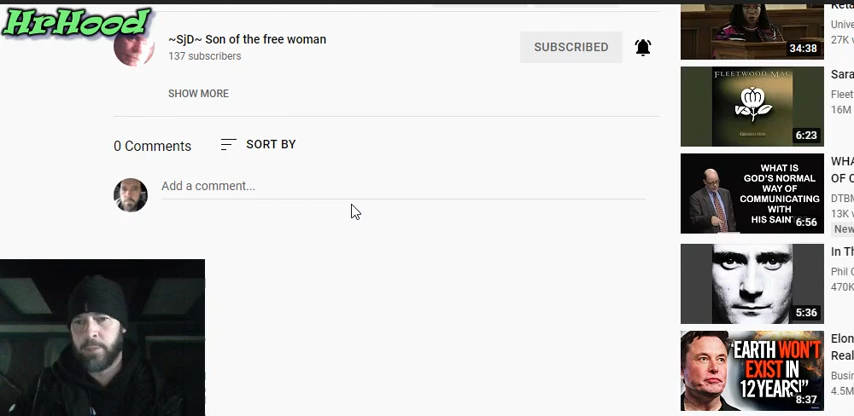 HrHood
~SjD~ Son of the free woman
137 subscribers
SUBSCRIBED
SHOW MORE
0 Comments
SORT BY
Add a comment...
34:38
Unive
27K v
FLEETWOOD MAC
6:23
Sara
Fleet
16M
WHAT IS
GOD'S NORMAL
WAY OF
COMMUNICATING
WITH
HIS SAIN
6:56
WHA
OF C
DTBM
13K v
New
5:36
In Th
Phil C
470K
"EARTH WON'T
EXIST IN
12 YEARS!"
8:37
Elon
Real
Busin
4.5M